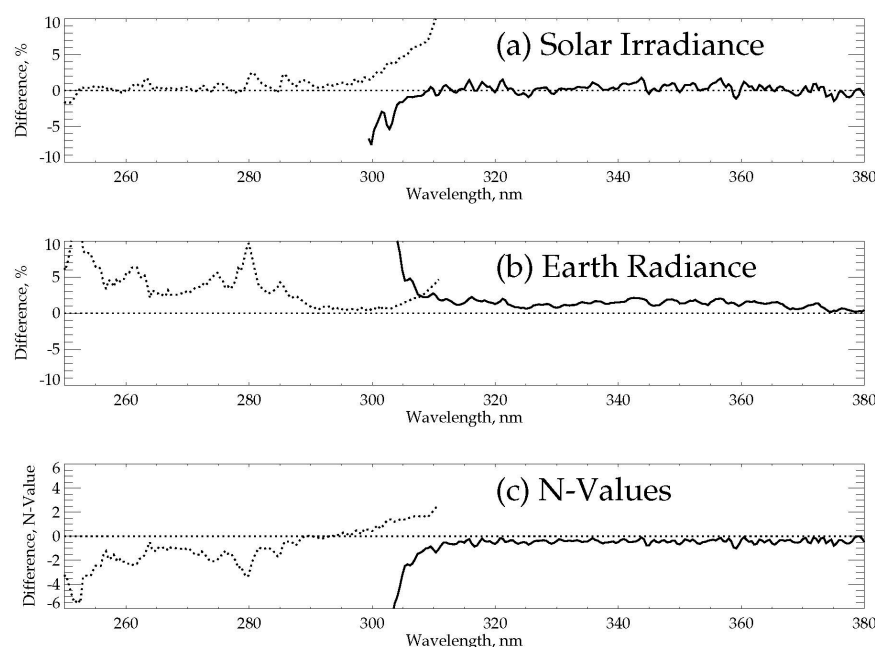 (a) Solar Irradiance
Difference, %
10
5
0
-5
-10
260 280 300 320 340 360 380
Wavelength, nm
(b) Earth Radiance
Difference, %
10
5
0
5
10
260 280 300 320 340 360 380
Wavelength, nm
(c) N-Values
Difference, N-Value
6
4
2
0
-2
-4
-6
260 280 300 320 340 360 380
Wavelength, nm